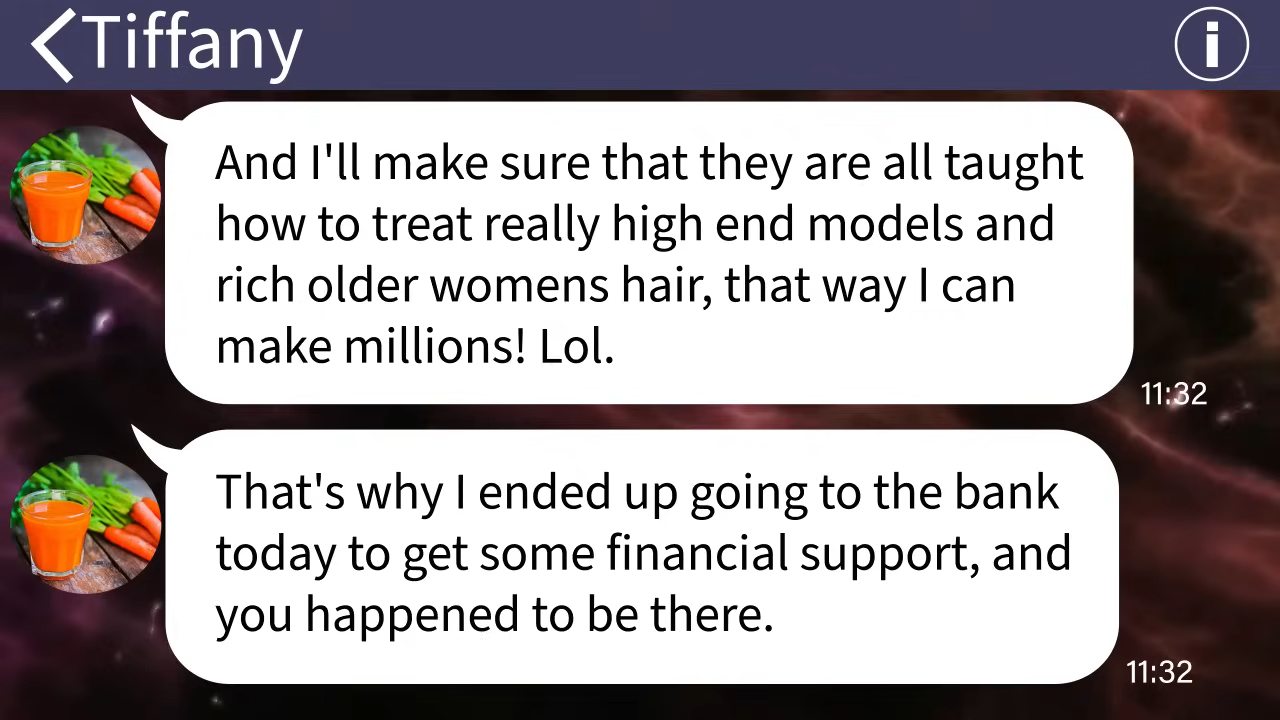 Tiffany
And I'll make sure that they are all taught
how to treat really high end models and
rich older womens hair, that way I can
make millions! Lol.
11:32
That's why I ended up going to the bank
today to get some financial support, and
you happened to be there.
11:32